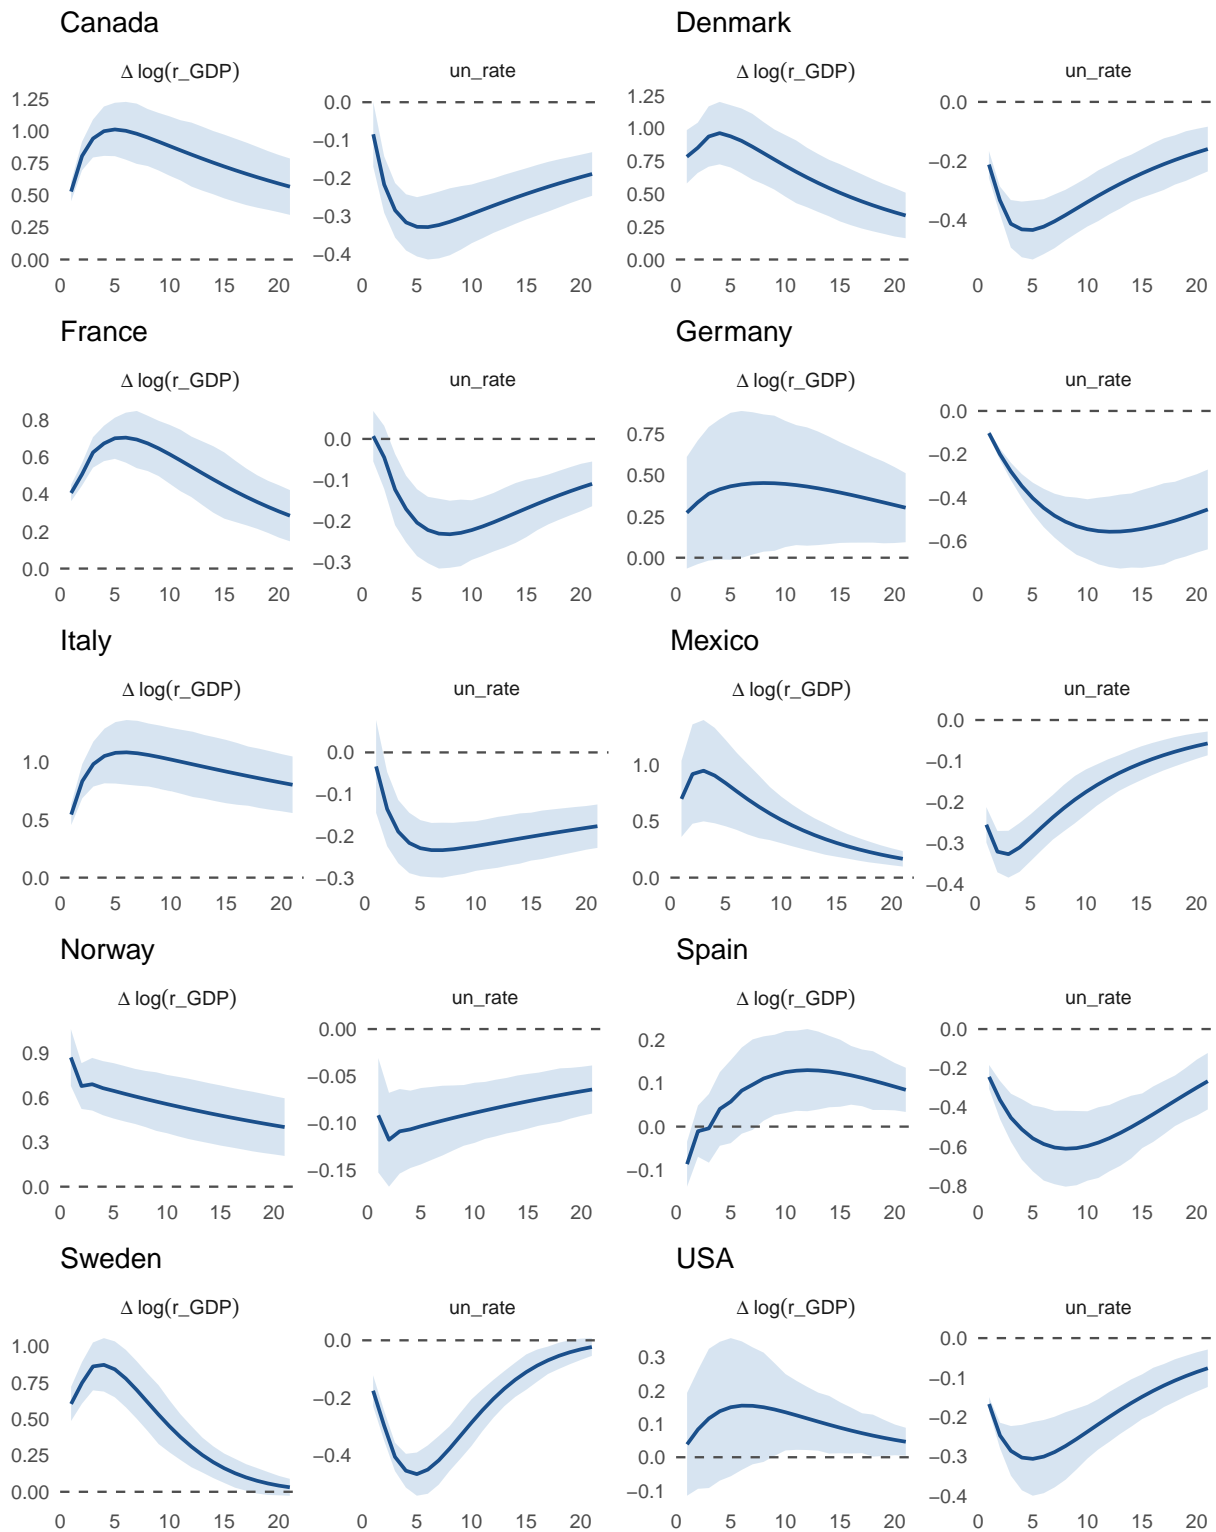 Canada
Denmark
Δ log(r_GDP)
un_rate
Δ log(r_GDP)
un_rate
1.25
1.00
0.75
0.50
0.25
0.00
0 5 10 15 20
0.0
−0.1
−0.2
−0.3
−0.4
0 5 10 15 20
1.25
1.00
0.75
0.50
0.25
0.00
0 5 10 15 20
0.0
−0.2
−0.4
0 5 10 15 20
France
Germany
Δ log(r_GDP)
un_rate
Δ log(r_GDP)
un_rate
0.8
0.6
0.4
0.2
0.0
0 5 10 15 20
0.0
−0.1
−0.2
−0.3
0 5 10 15 20
0.75
0.50
0.25
0.00
0 5 10 15 20
0.0
−0.2
−0.4
−0.6
0 5 10 15 20
Italy
Mexico
Δ log(r_GDP)
un_rate
Δ log(r_GDP)
un_rate
1.0
0.5
0.0
0 5 10 15 20
0.0
−0.1
−0.2
−0.3
0 5 10 15 20
1.0
0.5
0.0
0 5 10 15 20
0.0
−0.1
−0.2
−0.3
−0.4
0 5 10 15 20
Norway
Spain
Δ log(r_GDP)
un_rate
Δ log(r_GDP)
un_rate
0.9
0.6
0.3
0.0
0 5 10 15 20
0.00
−0.05
−0.10
−0.15
0 5 10 15 20
0.2
0.1
0.0
−0.1
0 5 10 15 20
0.0
−0.2
−0.4
−0.6
−0.8
0 5 10 15 20
Sweden
USA
Δ log(r_GDP)
un_rate
Δ log(r_GDP)
un_rate
1.00
0.75
0.50
0.25
0.00
0 5 10 15 20
0.0
−0.2
−0.4
0 5 10 15 20
0.3
0.2
0.1
0.0
−0.1
0 5 10 15 20
0.0
−0.1
−0.2
−0.3
−0.4
0 5 10 15 20